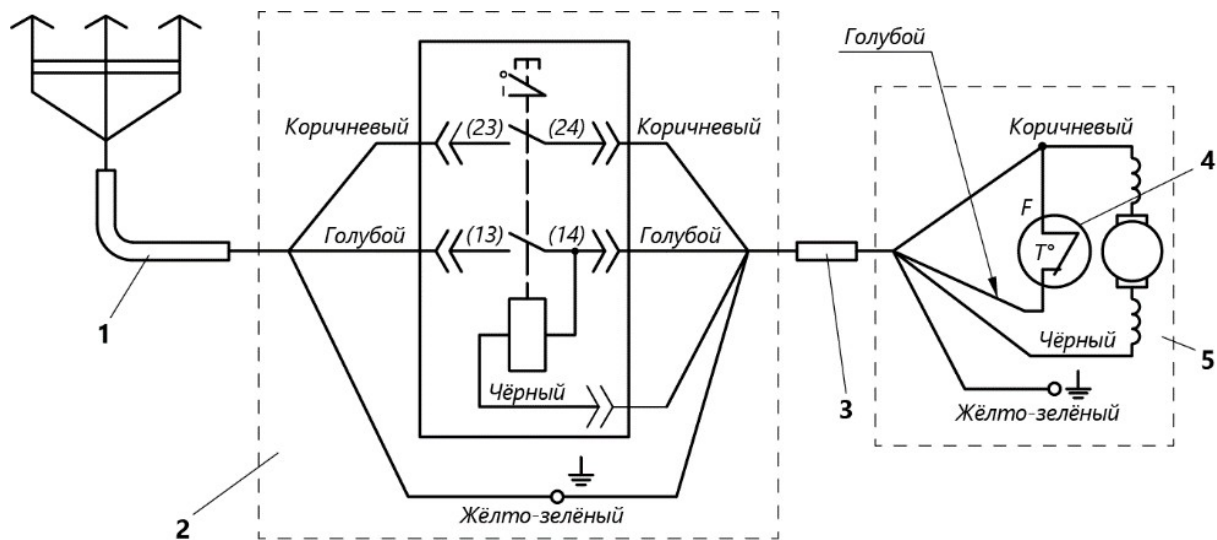 Голубой
Коричневый
(23)
(24)
Коричневый
Коричневый
4
F
T°
Голубой
(13)
(14)
Голубой
1
Чёрный
3
Чёрный
5
Жёлто-зелёный
2
Жёлто-зелёный